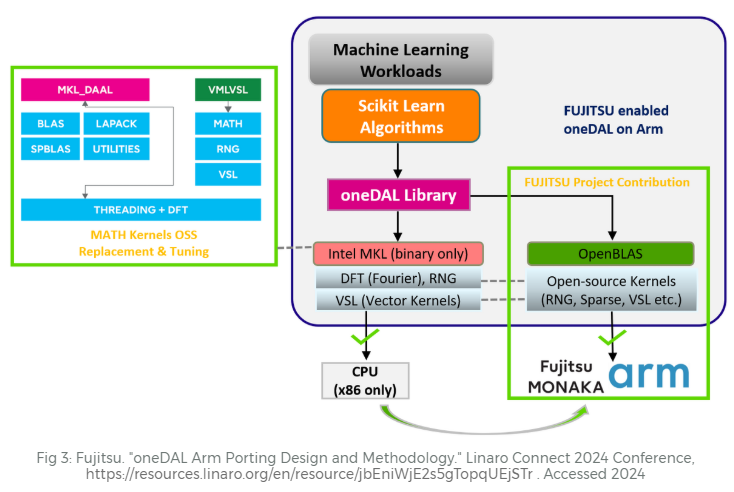 Machine Learning
Workloads
MKL_DAAL
VMLVSL
BLAS
LAPACK
SPBLAS
UTILITIES
MATH
RNG
VSL
THREADING + DFT
MATH Kernels OSS
Replacement & Tuning
Scikit Learn
Algorithms
FUJITSU enabled
oneDAL on Arm
FUJITSU Project Contribution
oneDAL Library
Intel MKL (binary only)
DFT (Fourier), RNG
VSL (Vector Kernels)
OpenBLAS
Open-source Kernels
(RNG, Sparse, VSL etc.)
CPU
(x86 only)
Fujitsu
MONAKA
arm
Fig 3: Fujitsu. "oneDAL Arm Porting Design and Methodology." Linaro Connect 2024 Conference,
https://resources.linaro.org/en/resource/jbEniWjE2s5gTopqUEjSTr . Accessed 2024